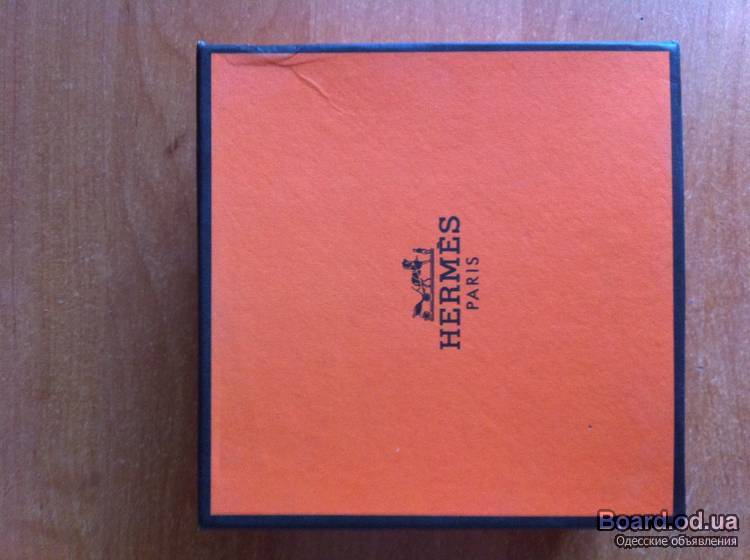 HERMÈS
PARIS
Board.od.ua
Одесские объявления